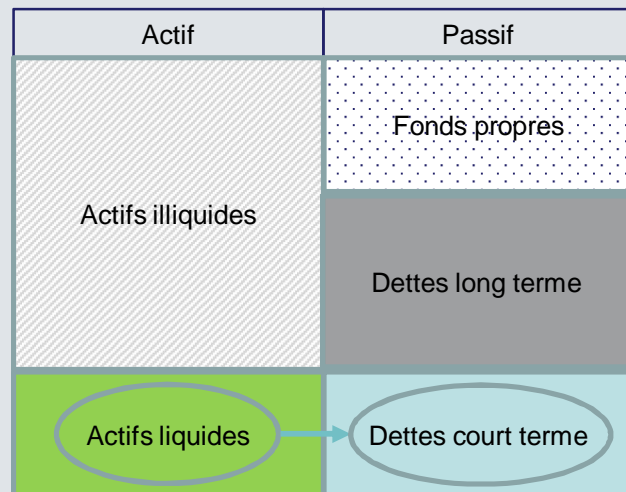 Actif
Passif
Fonds propres
Actifs illiquides
Dettes long terme
Actifs liquides
Dettes court terme